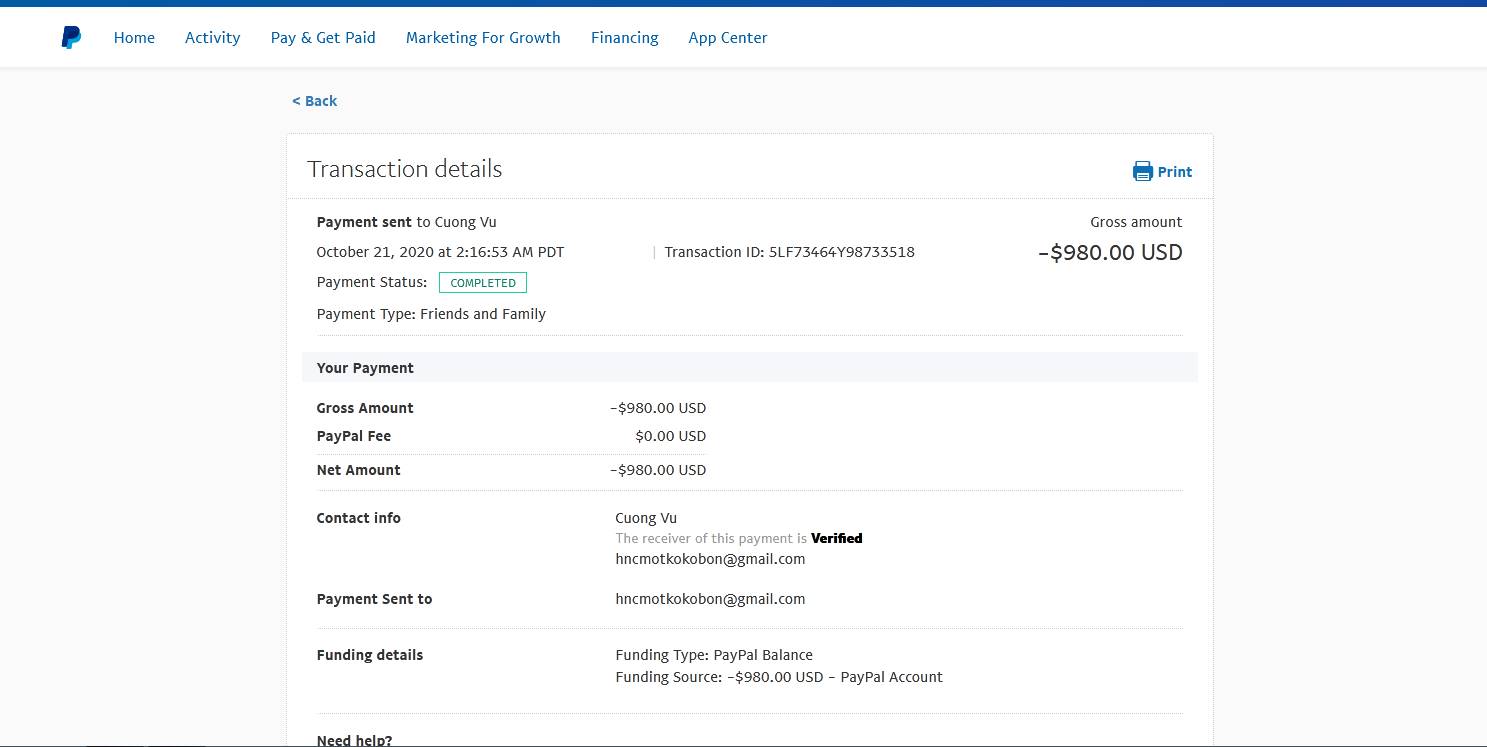 Home Activity Pay & Get Paid Marketing For Growth Financing App Center
< Back
Transaction details
Print
Payment sent to Cuong Vu
Gross amount
October 21, 2020 at 2:16:53 AM PDT | Transaction ID: 5LF73464Y98733518
-$980.00 USD
Payment Status: COMPLETED
Payment Type: Friends and Family
Your Payment
Gross Amount -$980.00 USD
PayPal Fee $0.00 USD
Net Amount -$980.00 USD
Contact info Cuong Vu
The receiver of this payment is Verified
hncmotkokobon@gmail.com
Payment Sent to hncmotkokobon@gmail.com
Funding details Funding Type: PayPal Balance
Funding Source: -$980.00 USD - PayPal Account
Need help?